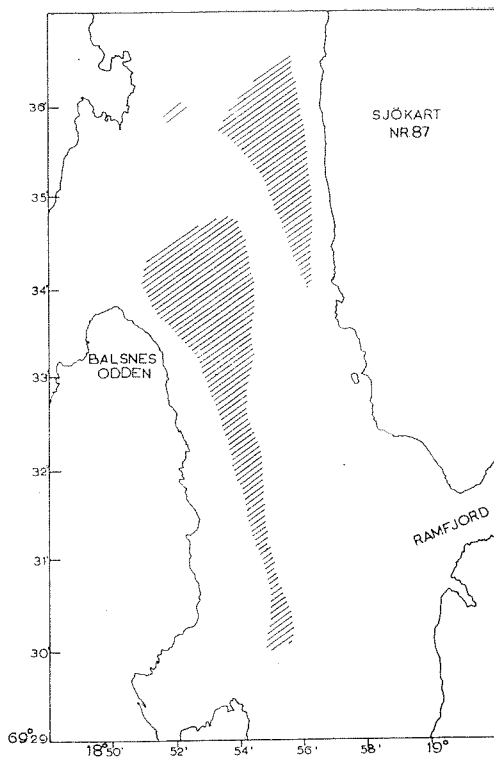 36'
SJÖKART
NR.87
35'
34'
BALSNES
ODDEN
33'
32'
RAMFJORD
31'
30'
69°29'
18°50'
52'
54'
56'
58'
19°